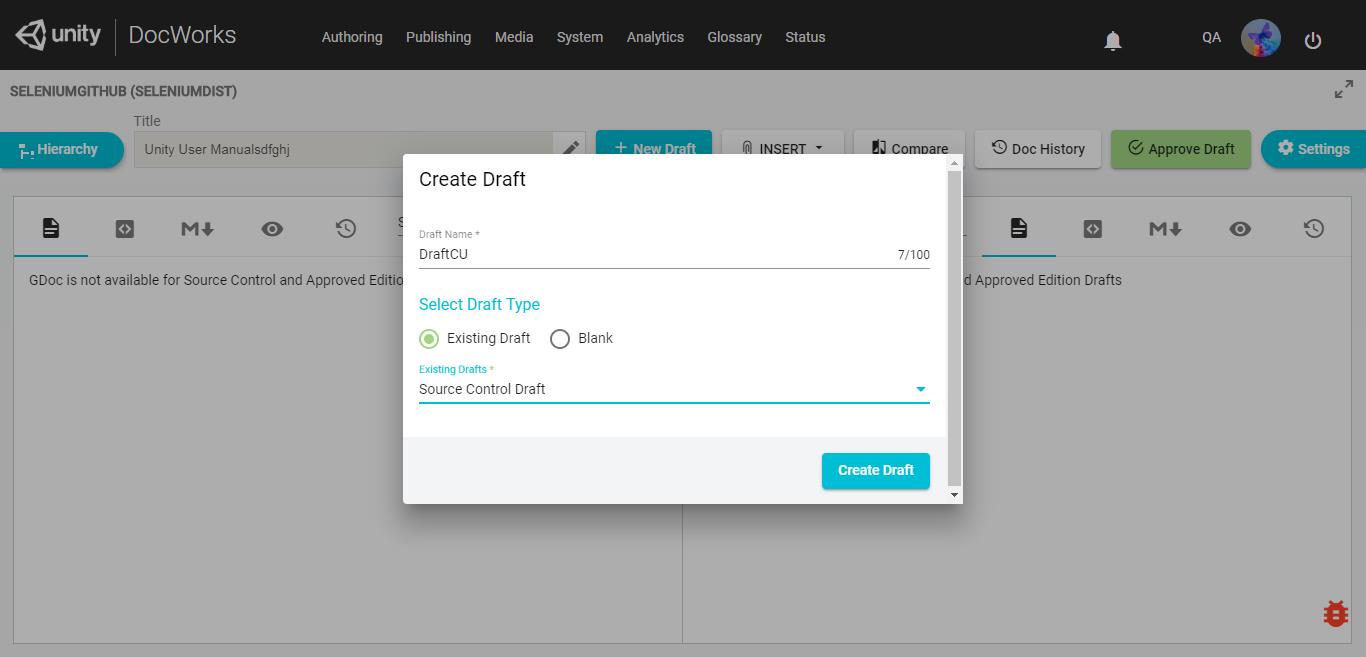 unity DocWorks Authoring Publishing Media System Analytics Glossary Status QA
SELENIUMGITHUB (SELENIUMDIST)
Title
Hierarchy Unity User Manualsdfghj + New Draft INSERT Compare Doc History Approve Draft Settings
M S M
GDoc is not available for Source Control and Approved Editio d Approved Edition Drafts
Create Draft
Draft Name *
DraftCU 7/100
Select Draft Type
Existing Draft Blank
Existing Drafts *
Source Control Draft
Create Draft